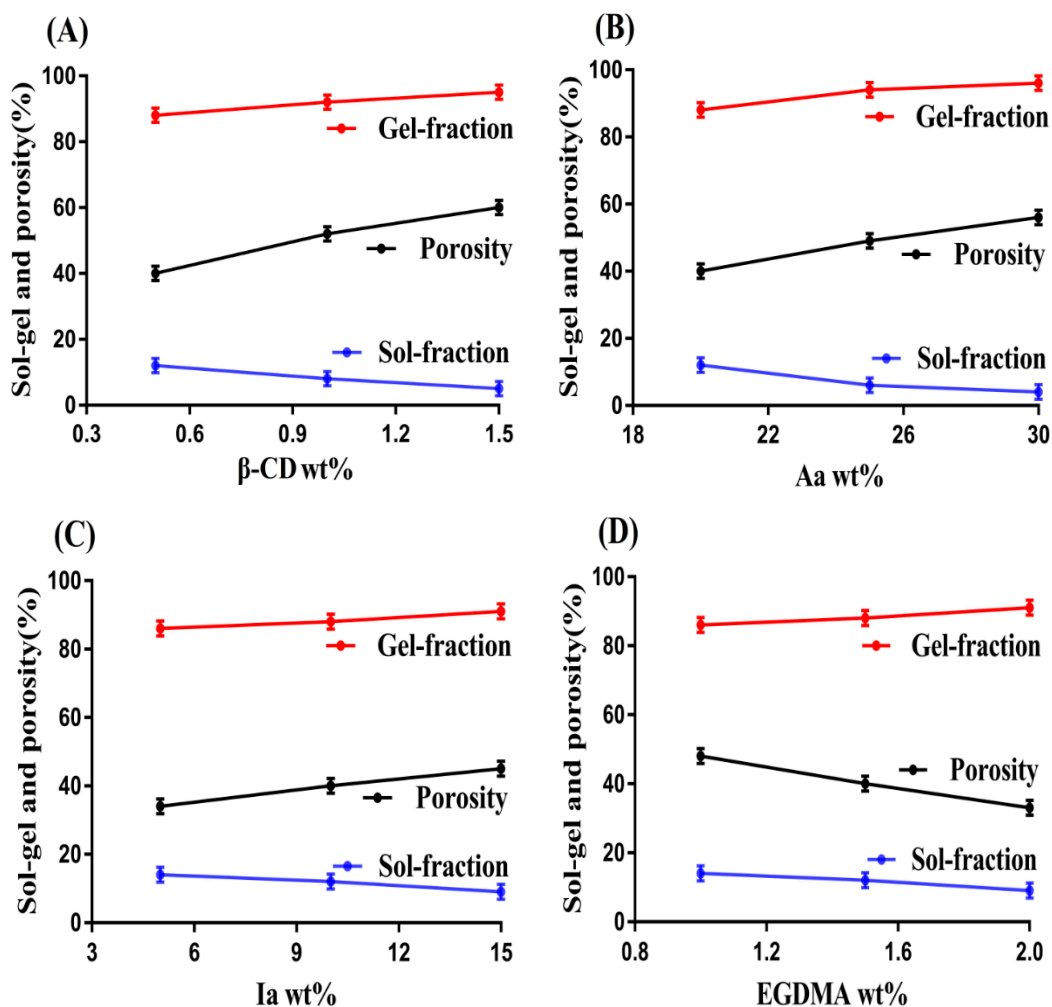 (A)
Sol-gel and porosity(%)
100
80
60
40
20
0
Gel-fraction
Porosity
Sol-fraction
0.3 0.6 0.9 1.2 1.5
β-CD wt%
(B)
Sol-gel and porosity(%)
100
80
60
40
20
0
Gel-fraction
Porosity
Sol-fraction
18 22 26 30
Aa wt%
(C)
Sol-gel and porosity(%)
100
80
60
40
20
0
Gel-fraction
Porosity
Sol-fraction
3 6 9 12 15
Ia wt%
(D)
Sol-gel and porosity(%)
100
80
60
40
20
0
Gel-fraction
Porosity
Sol-fraction
0.8 1.2 1.6 2.0
EGDMA wt%